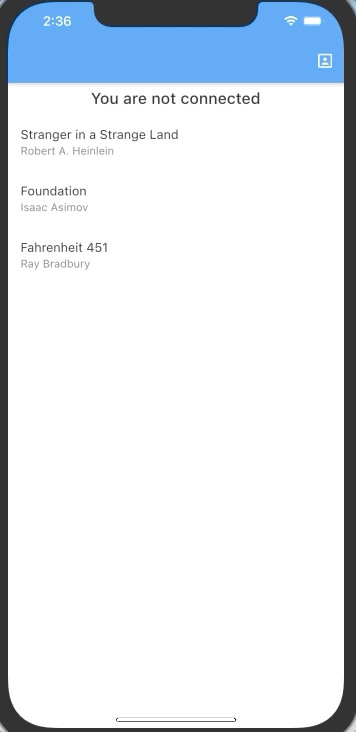 2:36
You are not connected
Stranger in a Strange Land
Robert A. Heinlein
Foundation
Isaac Asimov
Fahrenheit 451
Ray Bradbury